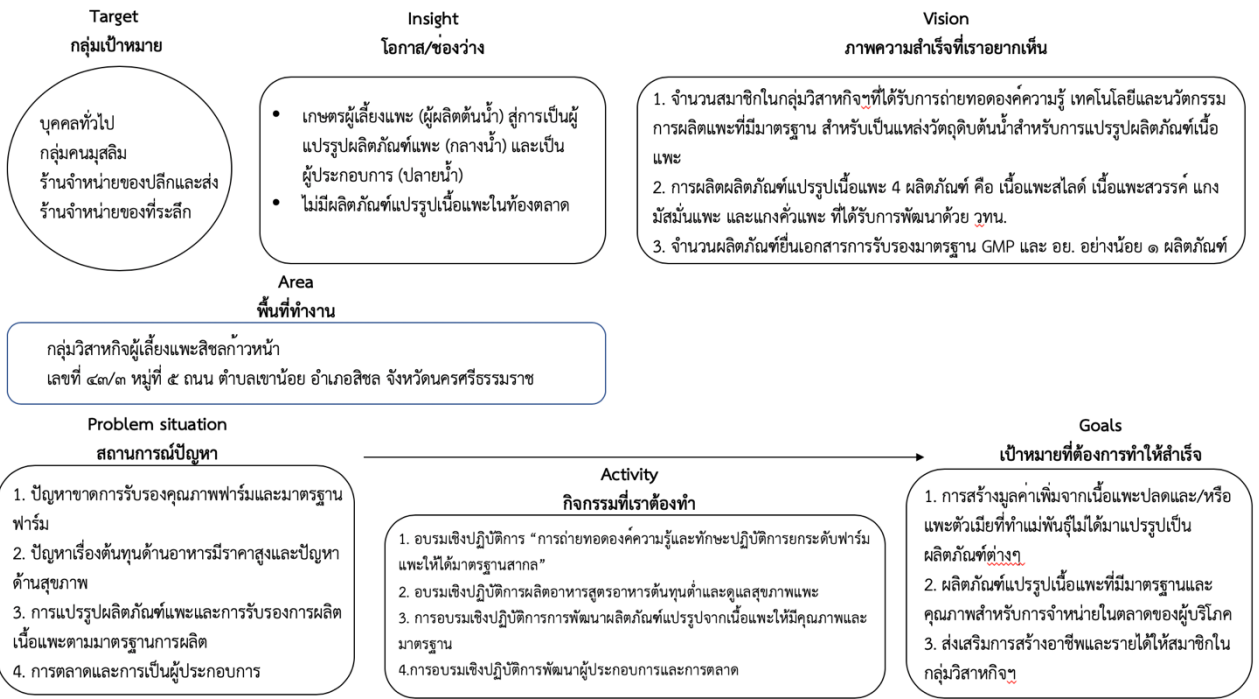 Target
กลุ่มเป้าหมาย
บุคคลทั่วไป
กลุ่มคนมุสลิม
ร้านจำหน่ายของปลีกและส่ง
ร้านจำหน่ายของที่ระลึก
Insight
โอกาส/ช่องว่าง
• เกษตรผู้เลี้ยงแพะ (ผู้ผลิตต้นน้ำ) สู่การเป็นผู้
แปรรูปผลิตภัณฑ์แพะ (กลางน้ำ) และเป็น
ผู้ประกอบการ (ปลายน้ำ)
• ไม่มีผลิตภัณฑ์แปรรูปเนื้อแพะในท้องตลาด
Vision
ภาพความสำเร็จที่เราอยากเห็น
1. จำนวนสมาชิกในกลุ่มวิสาหกิจฯที่ได้รับการถ่ายทอดองค์ความรู้ เทคโนโลยีและนวัตกรรม
การผลิตแพะที่มีมาตรฐาน สำหรับเป็นแหล่งวัตถุดิบต้นน้ำสำหรับการแปรรูปผลิตภัณฑ์เนื้อ
แพะ
2. การผลิตผลิตภัณฑ์แปรรูปเนื้อแพะ 4 ผลิตภัณฑ์ คือ เนื้อแพะสไลด์ เนื้อแพะสวรรค์ แกง
มัสมั่นแพะ และแกงคั่วแพะ ที่ได้รับการพัฒนาด้วย วทน.
3. จำนวนผลิตภัณฑ์ยื่นเอกสารการรับรองมาตรฐาน GMP และ อย. อย่างน้อย ๑ ผลิตภัณฑ์
Area
พื้นที่ทำงาน
กลุ่มวิสาหกิจผู้เลี้ยงแพะสิชลก้าวหน้า
เลขที่ ๔๓/๓ หมู่ที่ ๕ ถนน ตำบลเขาน้อย อำเภอสิชล จังหวัดนครศรีธรรมราช
Problem situation
สถานการณ์ปัญหา
1. ปัญหาขาดการรับรองคุณภาพฟาร์มและมาตรฐาน
ฟาร์ม
2. ปัญหาเรื่องต้นทุนด้านอาหารมีราคาสูงและปัญหา
ด้านสุขภาพ
3. การแปรรูปผลิตภัณฑ์แพะและการรับรองการผลิต
เนื้อแพะตามมาตรฐานการผลิต
4. การตลาดและการเป็นผู้ประกอบการ
Activity
กิจกรรมที่เราต้องทำ
1. อบรมเชิงปฏิบัติการ “การถ่ายทอดองค์ความรู้และทักษะปฏิบัติการยกระดับฟาร์ม
แพะให้ได้มาตรฐานสากล”
2. อบรมเชิงปฏิบัติการผลิตอาหารสูตรอาหารต้นทุนต่ำและดูแลสุขภาพแพะ
3. การอบรมเชิงปฏิบัติการการพัฒนาผลิตภัณฑ์แปรรูปจากเนื้อแพะให้มีคุณภาพและ
มาตรฐาน
4.การอบรมเชิงปฏิบัติการพัฒนาผู้ประกอบการและการตลาด
Goals
เป้าหมายที่ต้องการทำให้สำเร็จ
1. การสร้างมูลค่าเพิ่มจากเนื้อแพะปลดและ/หรือ
แพะตัวเมียที่ทำแม่พันธุ์ไม่ได้มาแปรรูปเป็น
ผลิตภัณฑ์ต่างๆ
2. ผลิตภัณฑ์แปรรูปเนื้อแพะที่มีมาตรฐานและ
คุณภาพสำหรับการจำหน่ายในตลาดของผู้บริโภค
3. ส่งเสริมการสร้างอาชีพและรายได้ให้สมาชิกใน
กลุ่มวิสาหกิจฯ